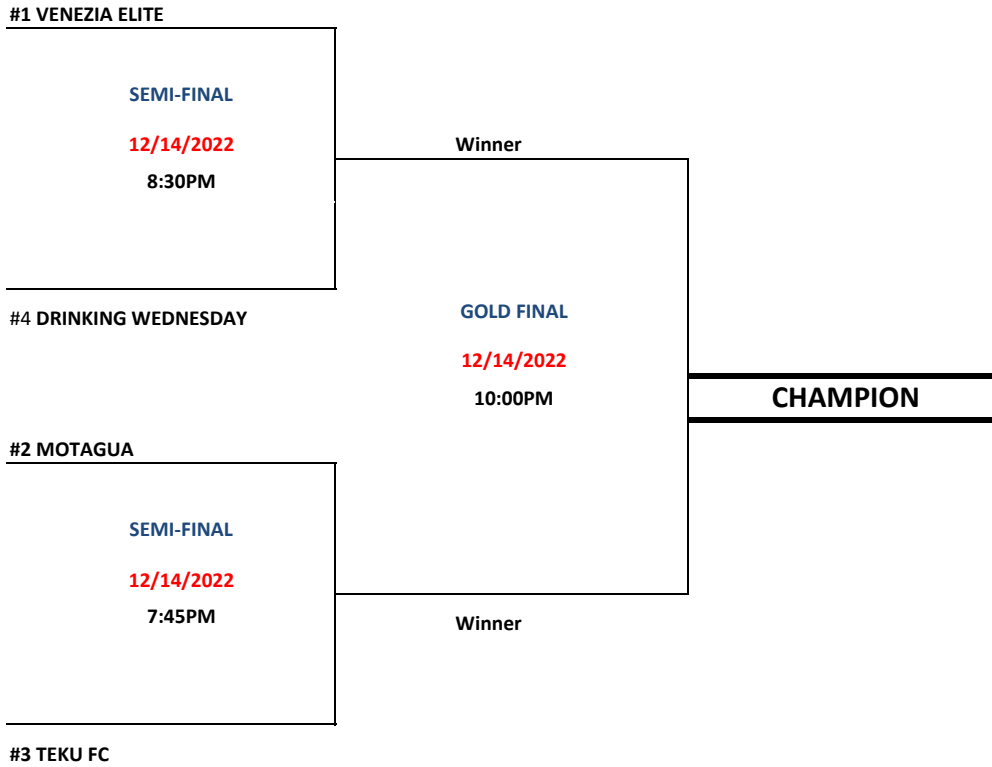 #1 VENEZIA ELITE
SEMI-FINAL
12/14/2022
8:30PM
Winner
#4 DRINKING WEDNESDAY
GOLD FINAL
12/14/2022
10:00PM
CHAMPION
#2 MOTAGUA
SEMI-FINAL
12/14/2022
7:45PM
Winner
#3 TEKU FC